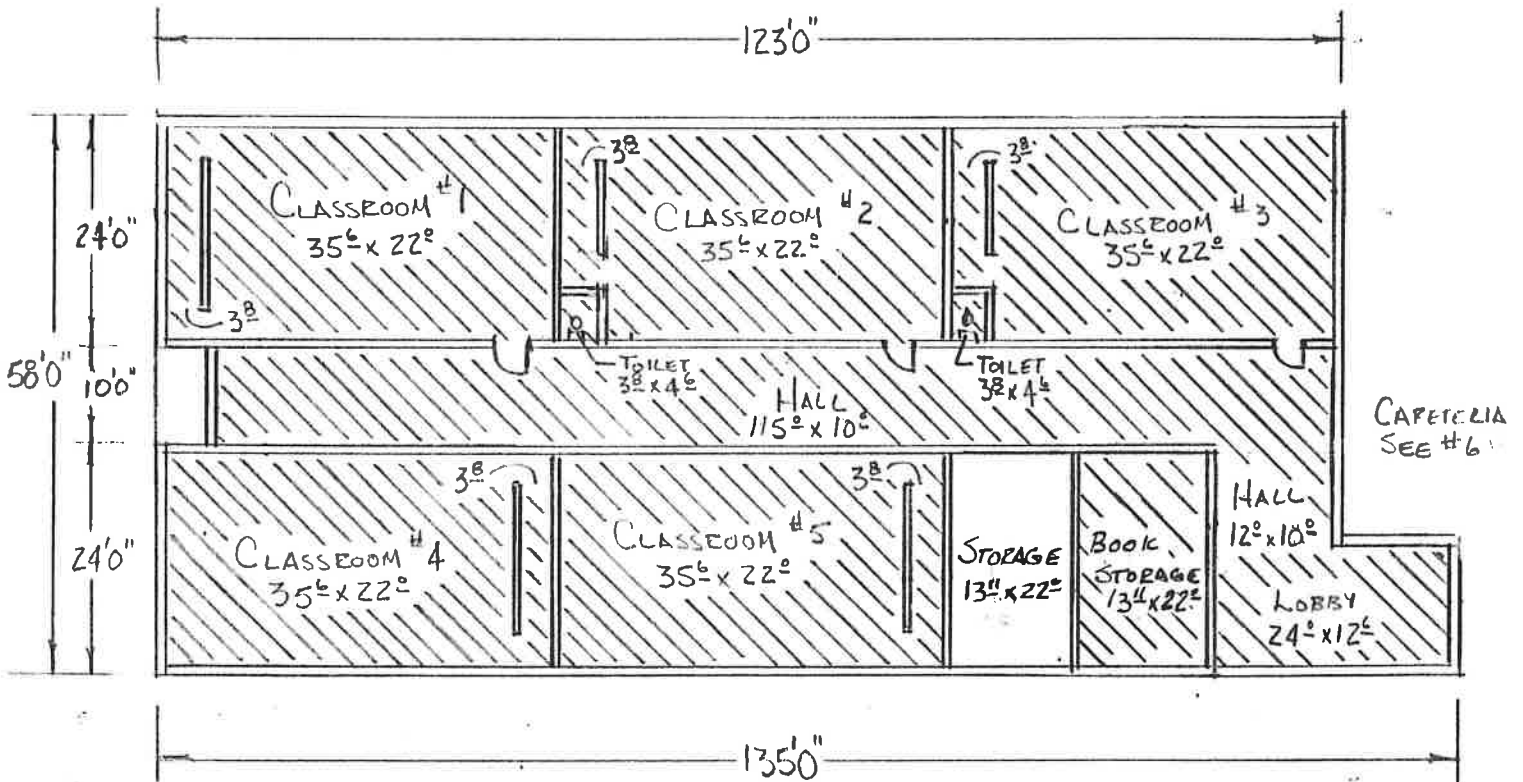 123'0"
24'0"
58'0"
10'0"
24'0"
CLASSROOM #1
35⁶ x 22⁰
3⁸
3⁸
CLASSROOM #2
35⁶ x 22⁰
3⁸
CLASSROOM #3
35⁶ x 22⁰
TOILET
3⁸ x 4⁶
TOILET
3⁸ x 4⁶
HALL
115⁰ x 10⁰
CAFETERIA
SEE #6
3⁸
CLASSROOM #4
35⁶ x 22⁰
3⁸
CLASSROOM #5
35⁶ x 22⁰
STORAGE
13¹¹ x 22⁰
BOOK
STORAGE
13¹¹ x 22⁰
HALL
12⁰ x 10⁰
LOBBY
24⁰ x 12⁶
135'0"